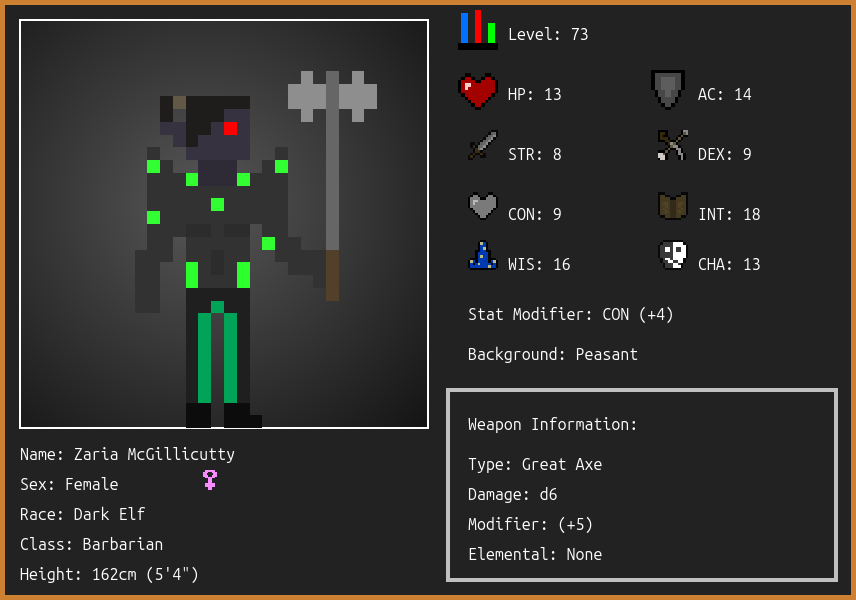 Level: 73
HP: 13
AC: 14
STR: 8
DEX: 9
CON: 9
INT: 18
WIS: 16
CHA: 13
Stat Modifier: CON (+4)
Background: Peasant
Weapon Information:
Type: Great Axe
Damage: d6
Modifier: (+5)
Elemental: None
Name: Zaria McGillicutty
Sex: Female
Race: Dark Elf
Class: Barbarian
Height: 162cm (5'4")